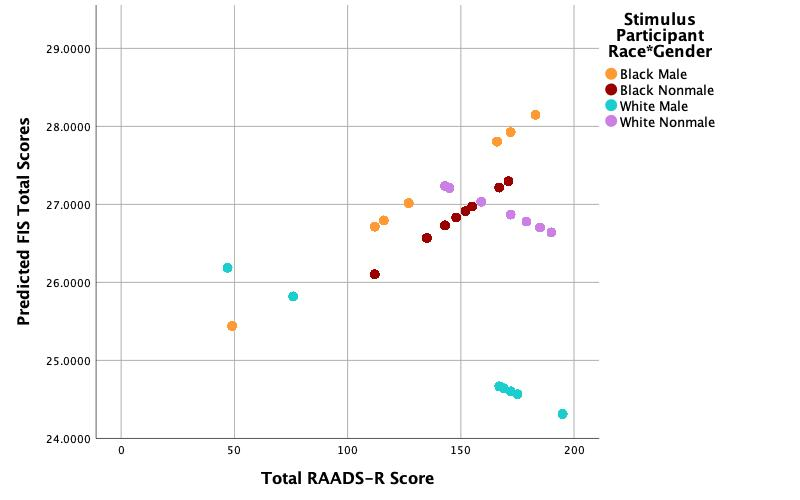 Stimulus
Participant
Race*Gender
Black Male
Black Nonmale
White Male
White Nonmale
Predicted FIS Total Scores
29.0000
28.0000
27.0000
26.0000
25.0000
24.0000
0
50
100
150
200
Total RAADS-R Score